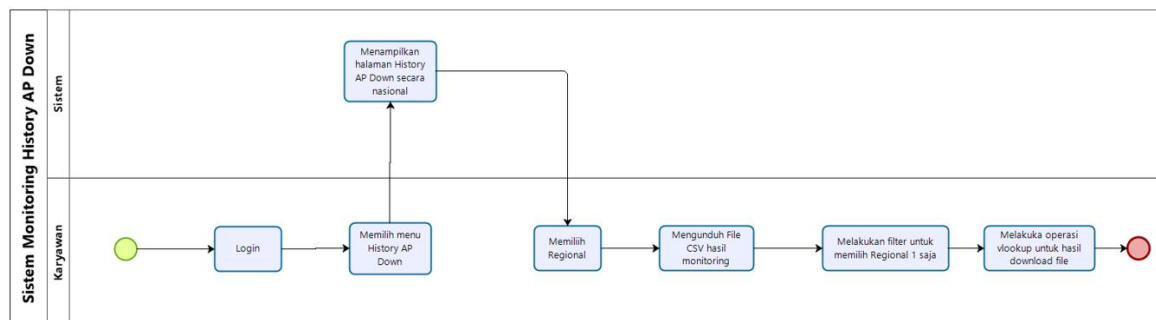 Sistem Monitoring History AP Down
Sistem
Menampilkan
halaman History
AP Down secara
nasional
Karyawan
Login
Memilih menu
History AP
Down
Memiliih
Regional
Mengunduh File
CSV hasil
monitoring
Melakukan filter untuk
memilih Regional 1 saja
Melakuka operasi
vlookup untuk hasil
download file